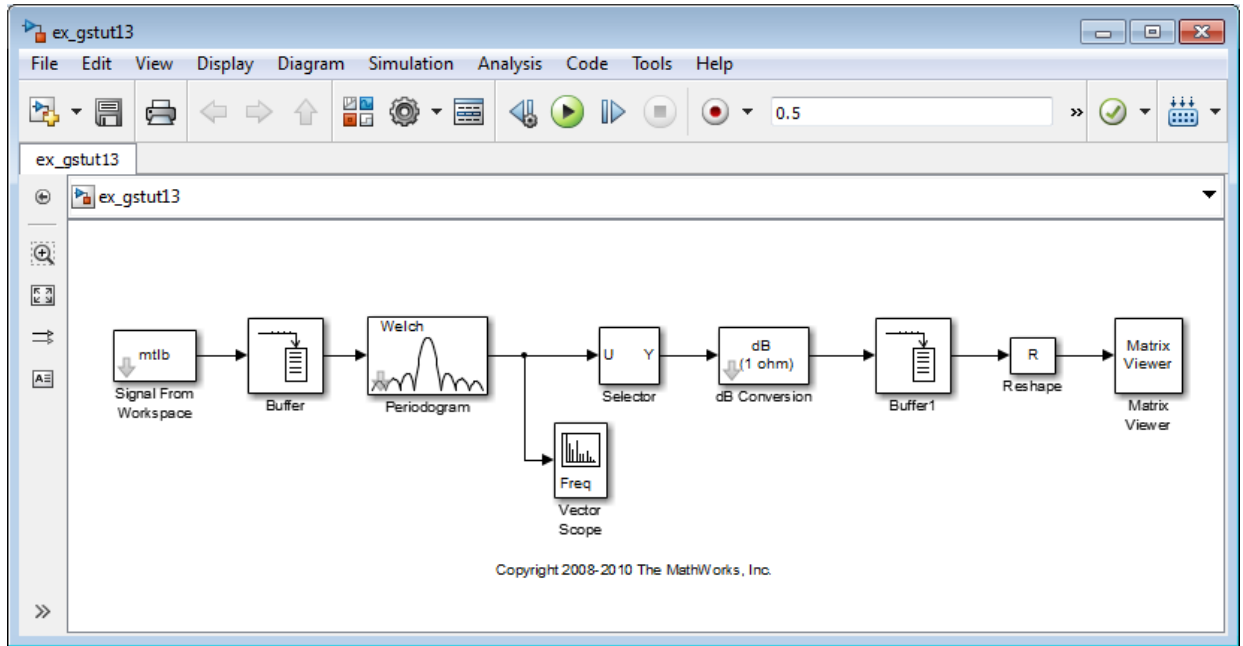 ex_gstut13
File Edit View Display Diagram Simulation Analysis Code Tools Help
0.5
»
ex_gstut13
ex_gstut13
mtlb
Signal From
Workspace
Buffer
Welch
Periodogram
U Y
Selector
dB
(1 ohm)
dB Conversion
Buffer1
R
Reshape
Matrix
Viewer
Matrix
Viewer
Freq
Vector
Scope
Copyright 2008-2010 The MathWorks, Inc.
»